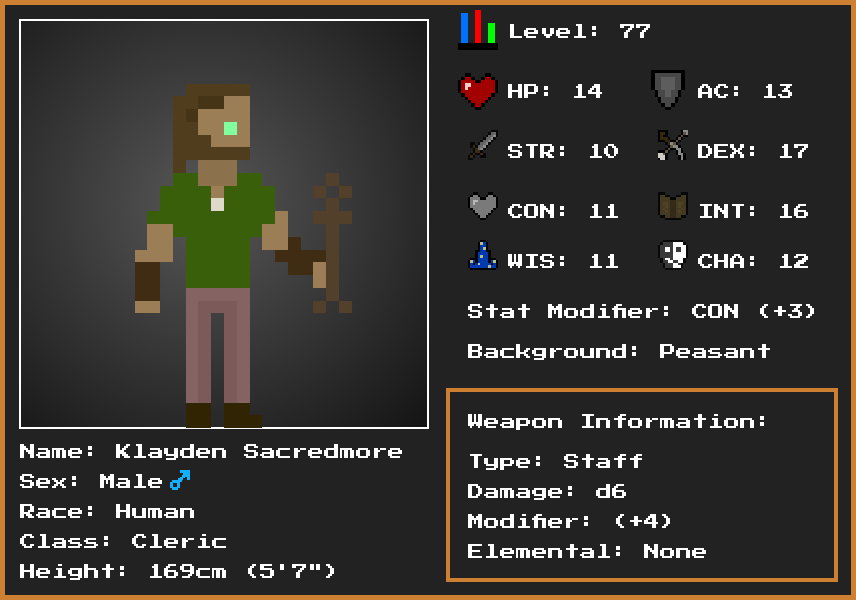 Level: 77
HP: 14 AC: 13
STR: 10 DEX: 17
CON: 11 INT: 16
WIS: 11 CHA: 12
Stat Modifier: CON (+3)
Background: Peasant
Weapon Information:
Type: Staff
Damage: d6
Modifier: (+4)
Elemental: None
Name: Klayden Sacredmore
Sex: Male ♂
Race: Human
Class: Cleric
Height: 169cm (5'7")